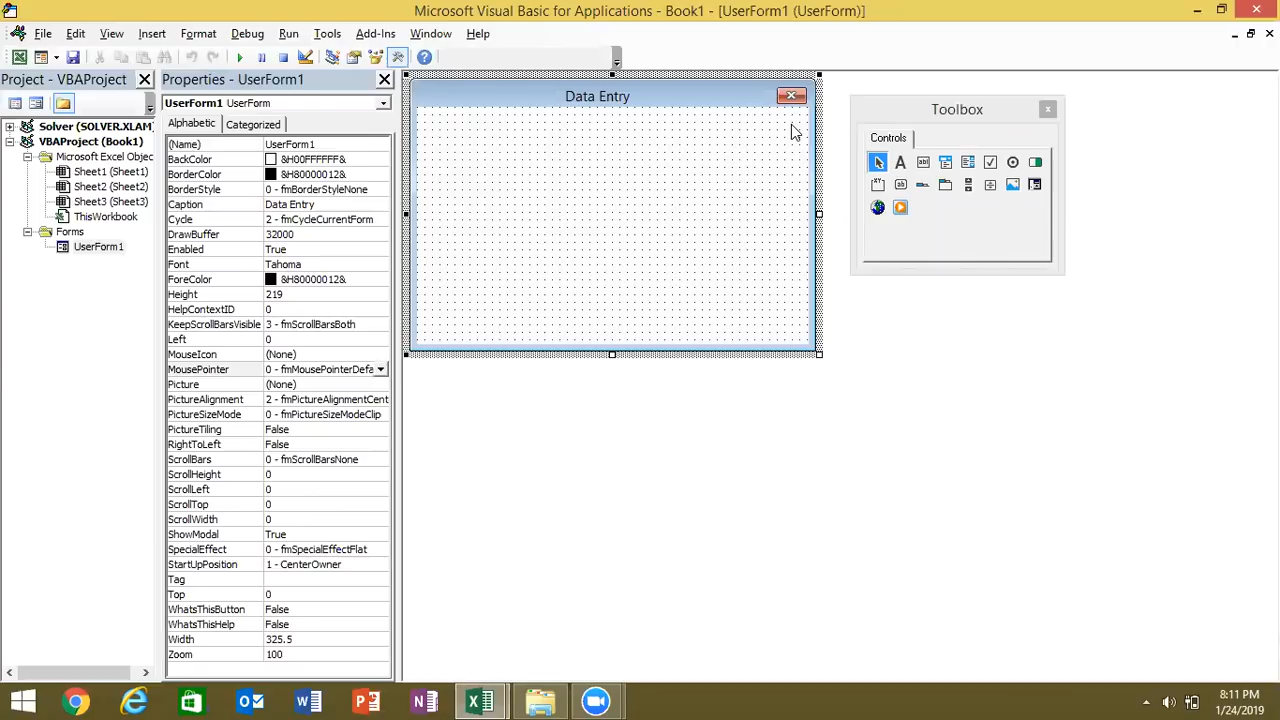 Microsoft Visual Basic for Applications - Book1 - [UserForm1 (UserForm)]
File Edit View Insert Format Debug Run Tools Add-Ins Window Help
Project - VBAProject
Solver (SOLVER.XLAM)
VBAProject (Book1)
Microsoft Excel Objec
Sheet1 (Sheet1)
Sheet2 (Sheet2)
Sheet3 (Sheet3)
ThisWorkbook
Forms
UserForm1
Properties - UserForm1
UserForm1 UserForm
Alphabetic Categorized
(Name) UserForm1
BackColor &H00FFFFFF&
BorderColor &H80000012&
BorderStyle 0 - fmBorderStyleNone
Caption Data Entry
Cycle 2 - fmCycleCurrentForm
DrawBuffer 32000
Enabled True
Font Tahoma
ForeColor &H80000012&
Height 219
HelpContextID 0
KeepScrollBarsVisible 3 - fmScrollBarsBoth
Left 0
MouseIcon (None)
MousePointer 0 - fmMousePointerDefa
Picture (None)
PictureAlignment 2 - fmPictureAlignmentCent
PictureSizeMode 0 - fmPictureSizeModeClip
PictureTiling False
RightToLeft False
ScrollBars 0 - fmScrollBarsNone
ScrollHeight 0
ScrollLeft 0
ScrollTop 0
ScrollWidth 0
ShowModal True
SpecialEffect 0 - fmSpecialEffectFlat
StartUpPosition 1 - CenterOwner
Tag
Top 0
WhatsThisButton False
WhatsThisHelp False
Width 325.5
Zoom 100
Data Entry
Toolbox
Controls
8:11 PM
1/24/2019